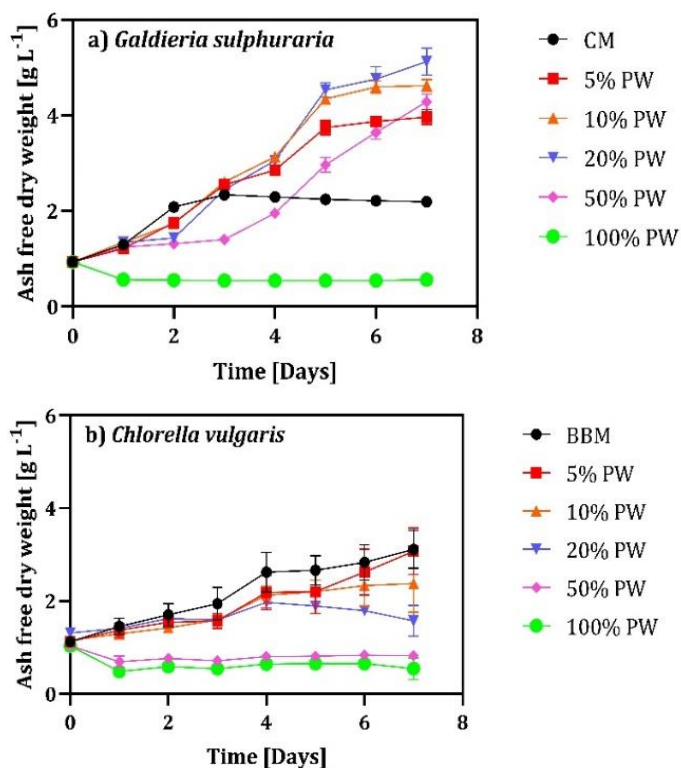 a) Galdieria sulphuraria
Ash free dry weight [g L-1]
6
4
2
0
0 2 4 6 8
Time [Days]
CM
5% PW
10% PW
20% PW
50% PW
100% PW
b) Chlorella vulgaris
Ash free dry weight [g L-1]
6
4
2
0
0 2 4 6 8
Time [Days]
BBM
5% PW
10% PW
20% PW
50% PW
100% PW